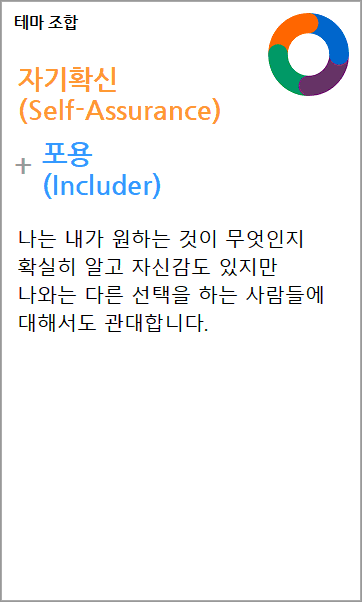 테마 조합
자기확신
(Self-Assurance)
+ 포용
(Includer)
나는 내가 원하는 것이 무엇인지
확실히 알고 자신감도 있지만
나와는 다른 선택을 하는 사람들에
대해서도 관대합니다.